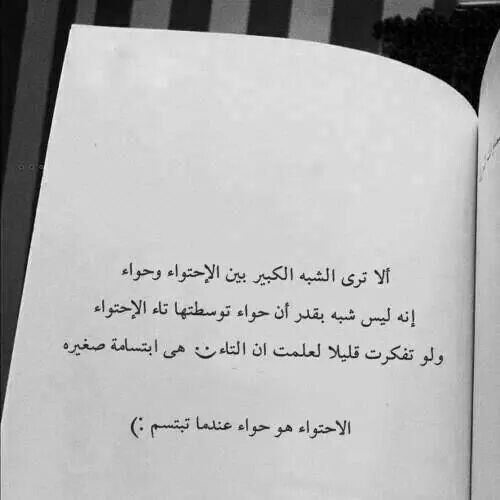 ألا ترى الشبه الكبير بين الإحتواء وحواء
إنه ليس شبه بقدر أن حواء توسطتها تاء الإحتواء
ولو تفكرت قليلا لعلمت ان التاء ت هى ابتسامة صغيره
الاحتواء هو حواء عندما تبتسم :)